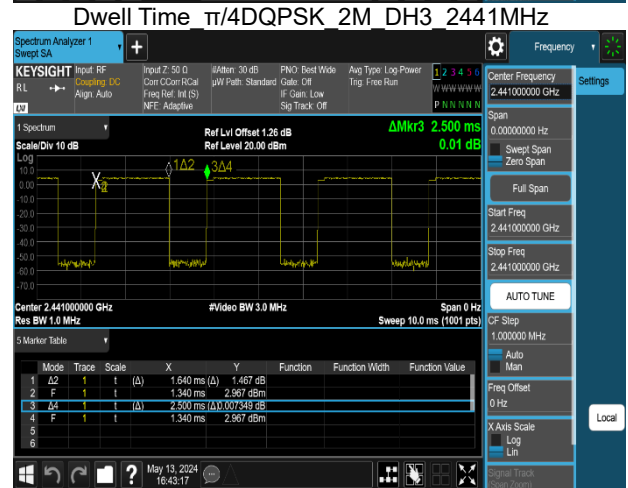 Dwell Time_π/4DQPSK_2M_DH3_2441MHz
Spectrum Analyzer 1
Swept SA
Frequency
KEYSIGHT
Input: RF
Input Z: 50 Ω
#Atten: 30 dB
PNO: Best Wide
Avg Type: Log-Power
1 2 3 4 5 6
RL
Coupling: DC
Corr CCorr RCal
µW Path: Standard
Gate: Off
Trig: Free Run
W W W W W W
Align: Auto
Freq Ref: Int (S)
IF Gain: Low
P N N N N N
NFE: Adaptive
Sig Track: Off
Center Frequency
2.441000000 GHz
Settings
1 Spectrum
Ref Lvl Offset 1.26 dB
ΔMkr3 2.500 ms
Scale/Div 10 dB
Ref Level 20.00 dBm
0.01 dB
Span
0.00000000 Hz
Swept Span
Zero Span
Log
10.0
0.00
-10.0
-20.0
-30.0
-40.0
-50.0
-60.0
-70.0
1Δ2
3Δ4
Full Span
Start Freq
2.441000000 GHz
Stop Freq
2.441000000 GHz
AUTO TUNE
Center 2.441000000 GHz
#Video BW 3.0 MHz
Span 0 Hz
Res BW 1.0 MHz
Sweep 10.0 ms (1001 pts)
CF Step
1.000000 MHz
Auto
Man
5 Marker Table
Mode Trace Scale X Y Function Function Width Function Value
1 Δ2 1 t (Δ) 1.640 ms (Δ) 1.467 dB
2 F 1 t 1.340 ms 2.967 dBm
3 Δ4 1 t (Δ) 2.500 ms (Δ) 0.007349 dB
4 F 1 t 1.340 ms 2.967 dBm
5
6
Freq Offset
0 Hz
Local
X Axis Scale
Log
Lin
Signal Track
(Span Zoom)
?
May 13, 2024
16:43:17